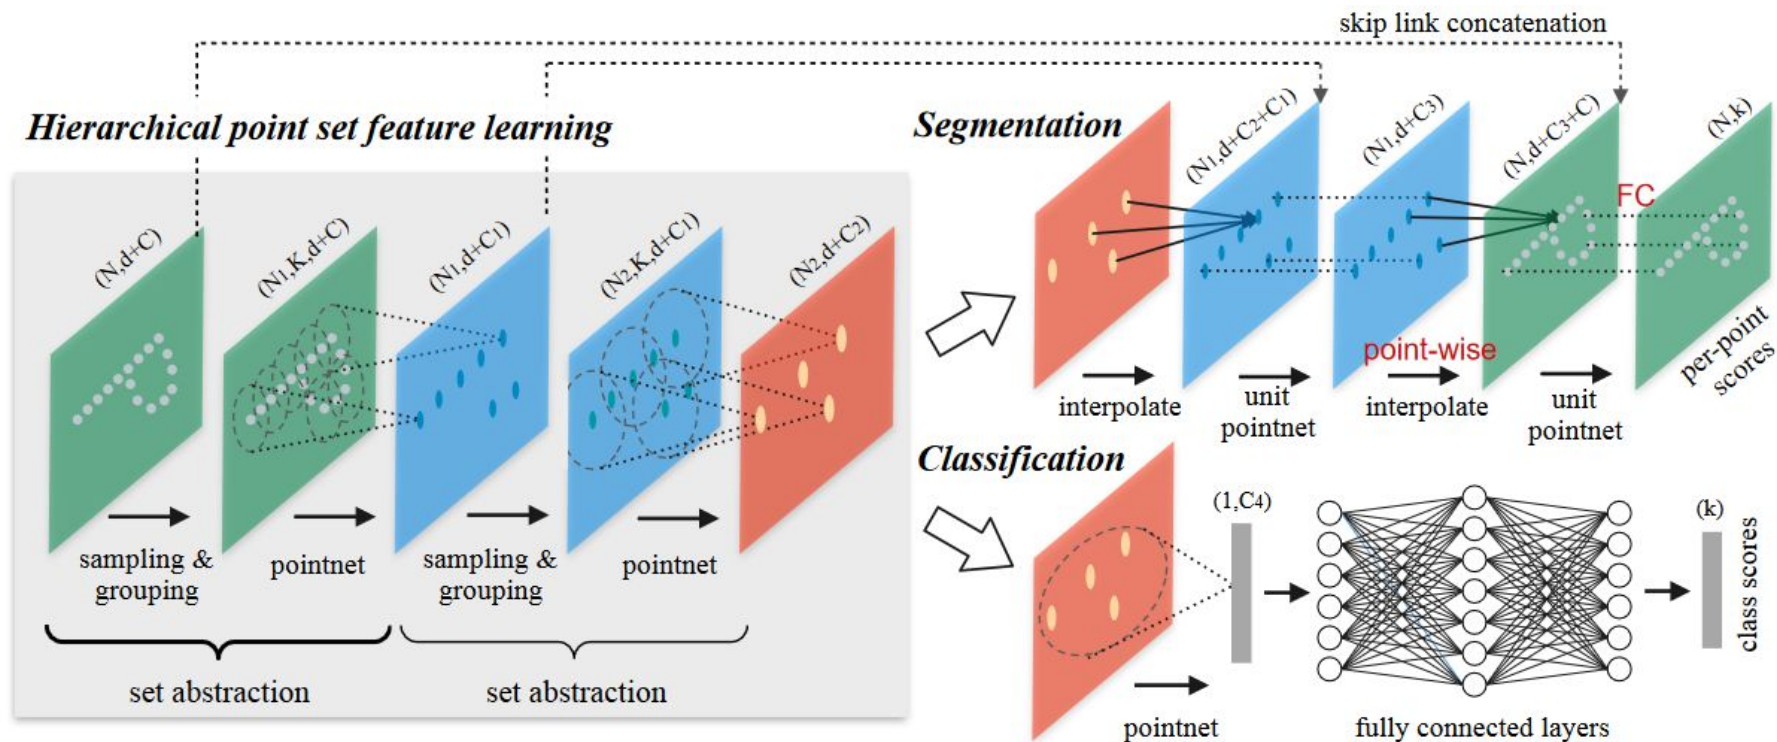 skip link concatenation
Hierarchical point set feature learning
(N,d+C)
(N1,K,d+C)
(N1,d+C1)
(N2,K,d+C1)
(N2,d+C2)
sampling &
grouping
pointnet
sampling &
grouping
pointnet
set abstraction
set abstraction
Segmentation
(N1,d+C2+C1)
(N1,d+C3)
(N,d+C3+C)
(N,k)
FC
point-wise
per-point
scores
interpolate
unit
pointnet
interpolate
unit
pointnet
Classification
(1,C4)
(k)
class scores
pointnet
fully connected layers